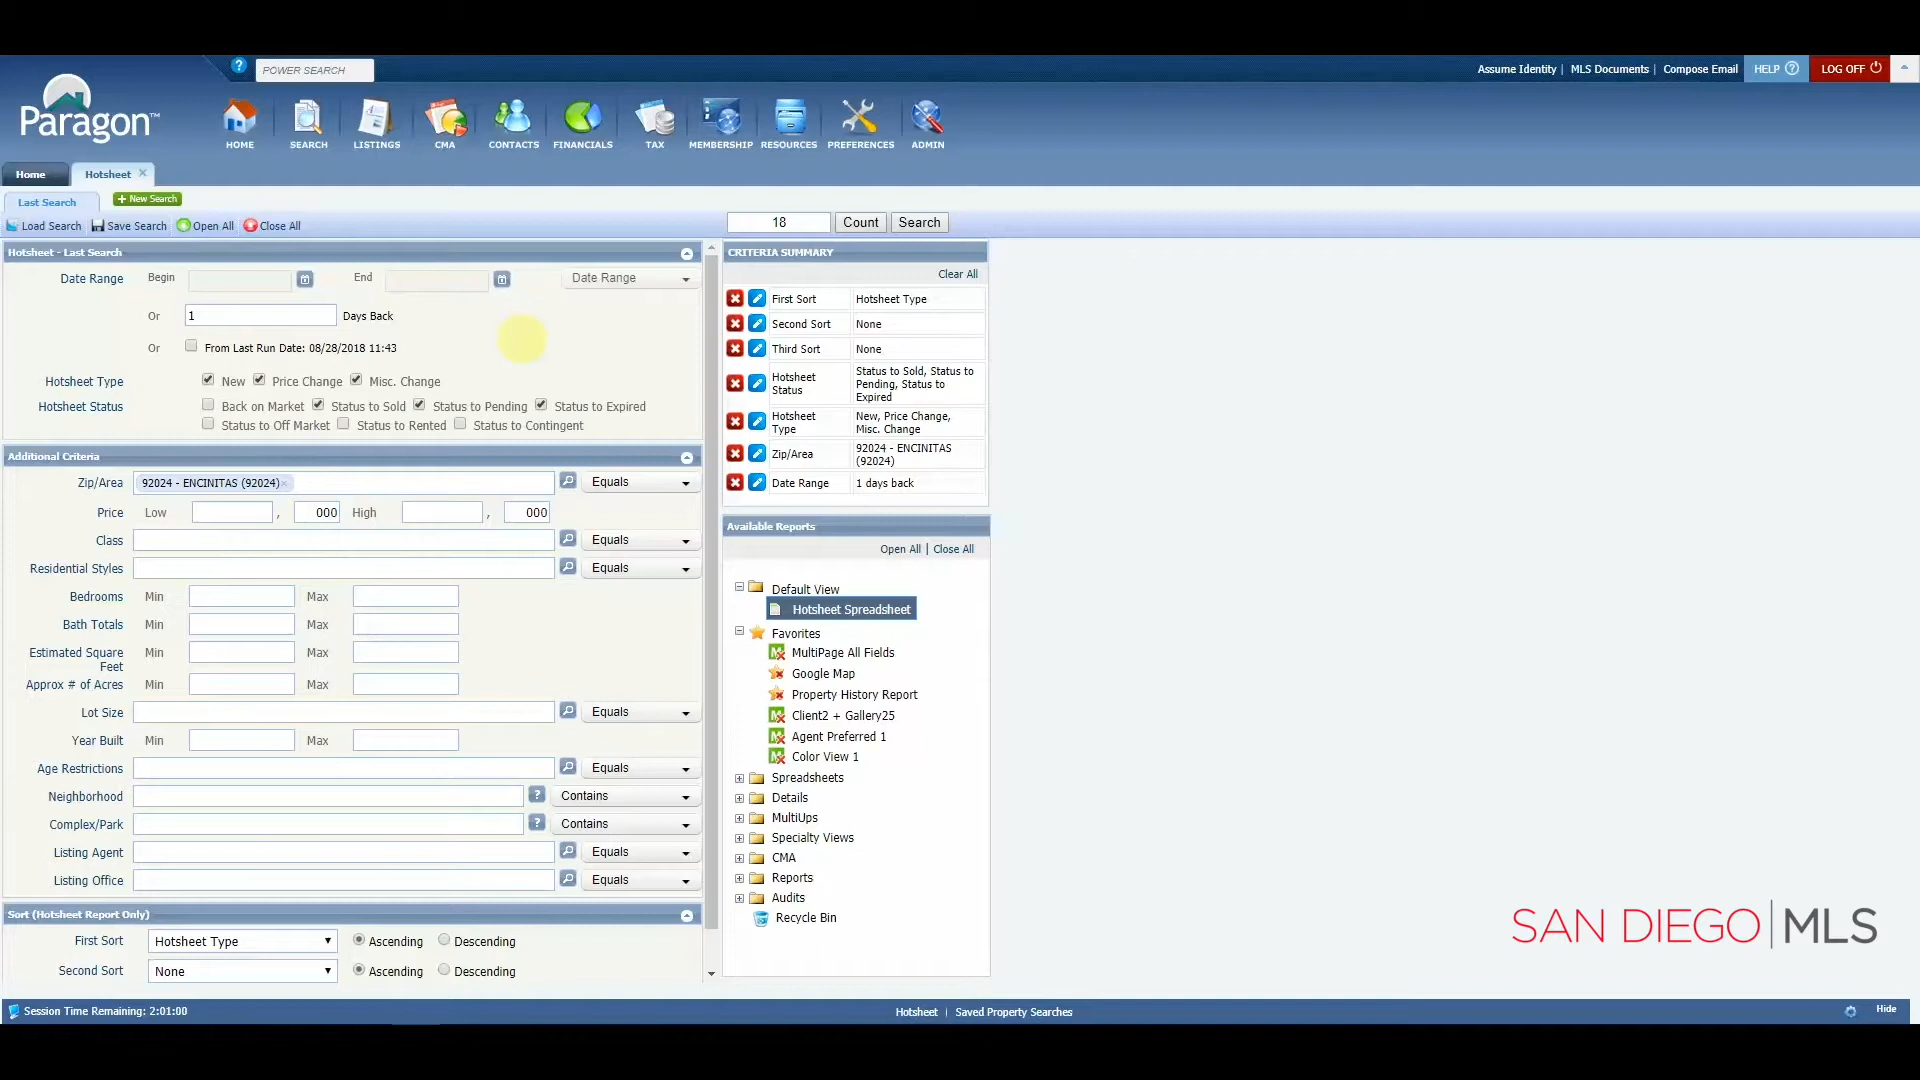 POWER SEARCH
Assume Identity | MLS Documents | Compose Email HELP LOG OFF
Paragon™
HOME SEARCH LISTINGS CMA CONTACTS FINANCIALS TAX MEMBERSHIP RESOURCES PREFERENCES ADMIN
Home Hotsheet
Last Search + New Search
Load Search Save Search Open All Close All 18 Count Search
Hotsheet - Last Search
Date Range Begin End Date Range
Or 1 Days Back
Or From Last Run Date: 08/28/2018 11:43
Hotsheet Type New Price Change Misc. Change
Hotsheet Status Back on Market Status to Sold Status to Pending Status to Expired
Status to Off Market Status to Rented Status to Contingent
Additional Criteria
Zip/Area 92024 - ENCINITAS (92024) × Equals
Price Low , 000 High , 000
Class Equals
Residential Styles Equals
Bedrooms Min Max
Bath Totals Min Max
Estimated Square Min Max
Feet
Approx # of Acres Min Max
Lot Size Equals
Year Built Min Max
Age Restrictions Equals
Neighborhood ? Contains
Complex/Park ? Contains
Listing Agent Equals
Listing Office Equals
Sort (Hotsheet Report Only)
First Sort Hotsheet Type Ascending Descending
Second Sort None Ascending Descending
CRITERIA SUMMARY
Clear All
First Sort Hotsheet Type
Second Sort None
Third Sort None
Hotsheet Status Status to Sold, Status to
Pending, Status to
Expired
Hotsheet Type New, Price Change,
Misc. Change
Zip/Area 92024 - ENCINITAS
(92024)
Date Range 1 days back
Available Reports
Open All | Close All
Default View
Hotsheet Spreadsheet
Favorites
MultiPage All Fields
Google Map
Property History Report
Client2 + Gallery25
Agent Preferred 1
Color View 1
Spreadsheets
Details
MultiUps
Specialty Views
CMA
Reports
Audits
Recycle Bin
SAN DIEGO | MLS
Session Time Remaining: 2:01:00 Hotsheet | Saved Property Searches Hide